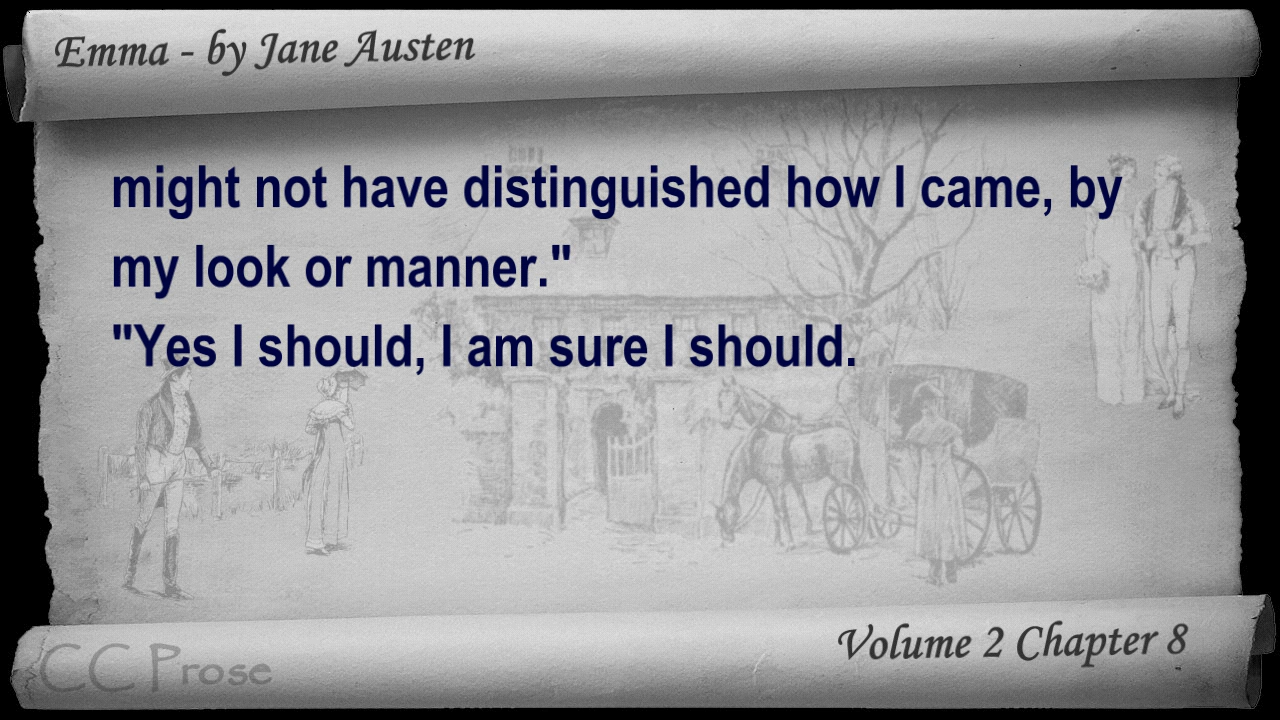 Emma - by Jane Austen
might not have distinguished how I came, by
my look or manner."
"Yes I should, I am sure I should.
Volume 2 Chapter 8
CC Prose